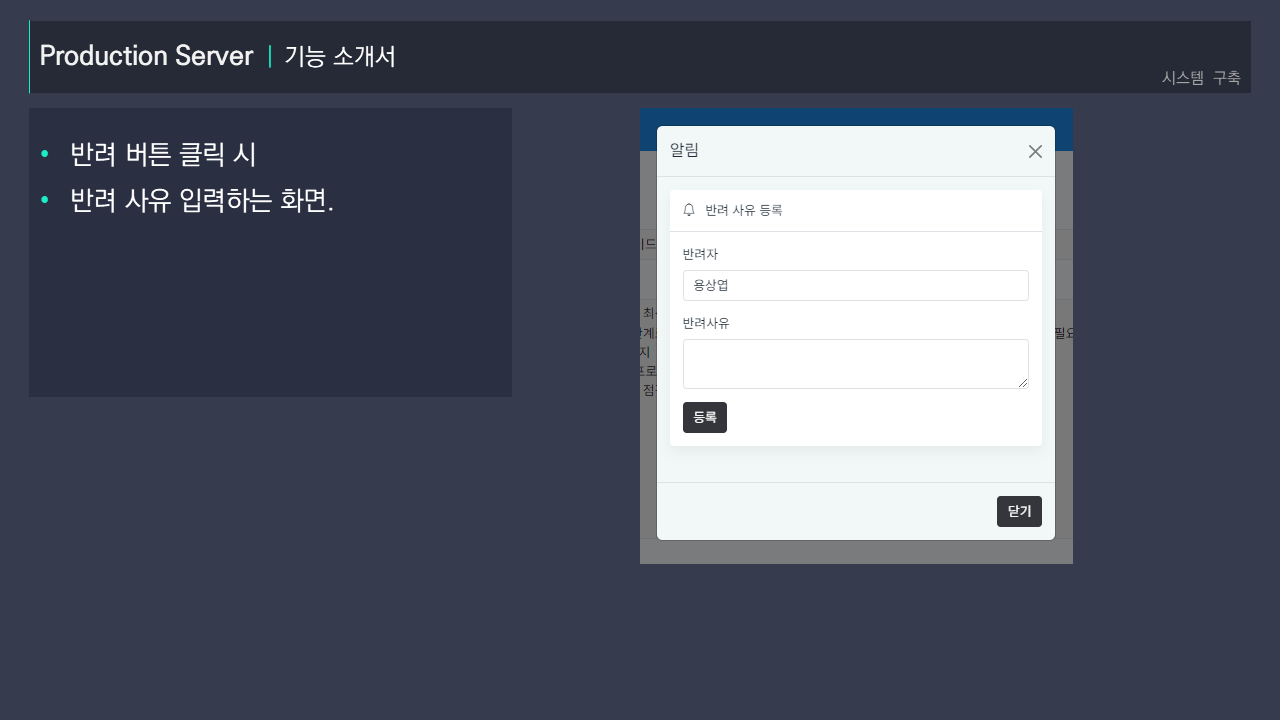 Production Server | 기능 소개서
시스템 구축
• 반려 버튼 클릭 시
• 반려 사유 입력하는 화면.
알림
반려 사유 등록
반려자
용상엽
반려사유
등록
닫기
최
필요
지
프로
점